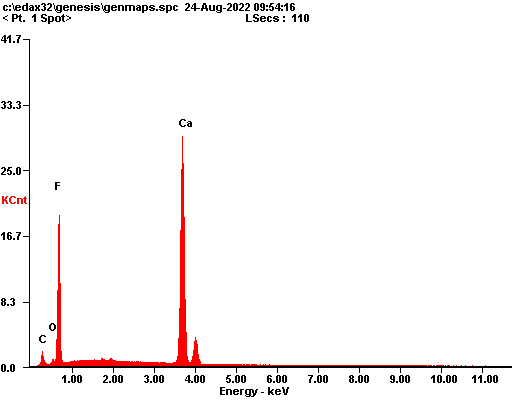 c:\edax32\genesis\genmaps.spc 24-Aug-2022 09:54:16
< Pt. 1 Spot> LSecs : 110
41.7
33.3
25.0
KCnt
16.7
8.3
0.0
Ca
F
O
C
1.00 2.00 3.00 4.00 5.00 6.00 7.00 8.00 9.00 10.00 11.00
Energy - keV